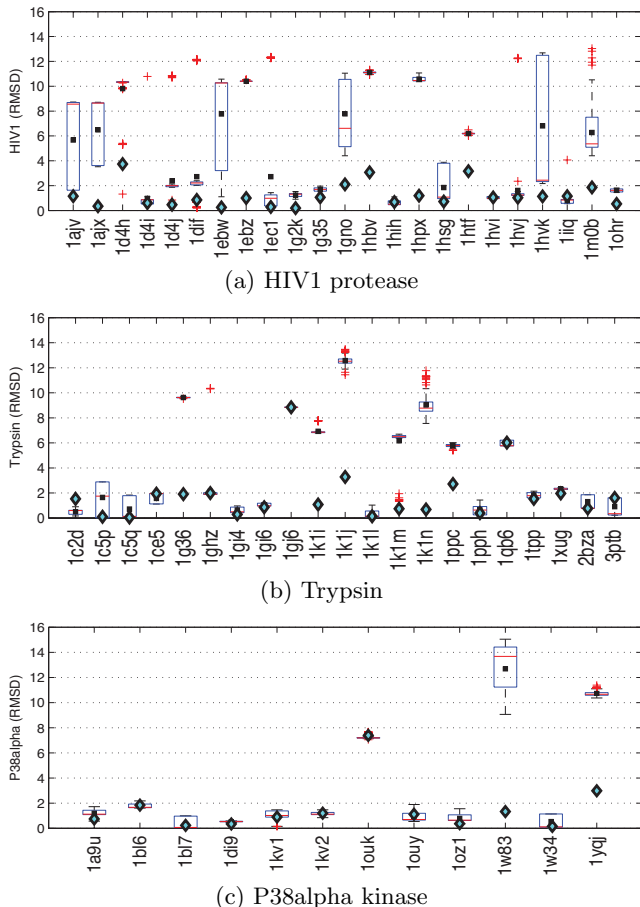 16
14
12
10
8
6
4
2
0
HIV1 (RMSD)
1ajv
1ajx
1d4h
1d4i
1d4j
1dif
1ebw
1ebz
1ec1
1g2k
1g35
1gno
1hbv
1hih
1hpx
1hsg
1htf
1hvi
1hvj
1hvk
1iiq
1m0b
1ohr
(a) HIV1 protease
16
14
12
10
8
6
4
2
0
Trypsin (RMSD)
1c2d
1c5p
1c5q
1ce5
1g36
1ghz
1gi4
1gi6
1gj6
1k1i
1k1j
1k1l
1k1m
1k1n
1ppc
1pph
1qb6
1tpp
1xug
2bza
3ptb
(b) Trypsin
16
14
12
10
8
6
4
2
0
P38alpha (RMSD)
1a9u
1bl6
1bl7
1di9
1kv1
1kv2
1ouk
1ouy
1oz1
1w83
1w34
1yqj
(c) P38alpha kinase